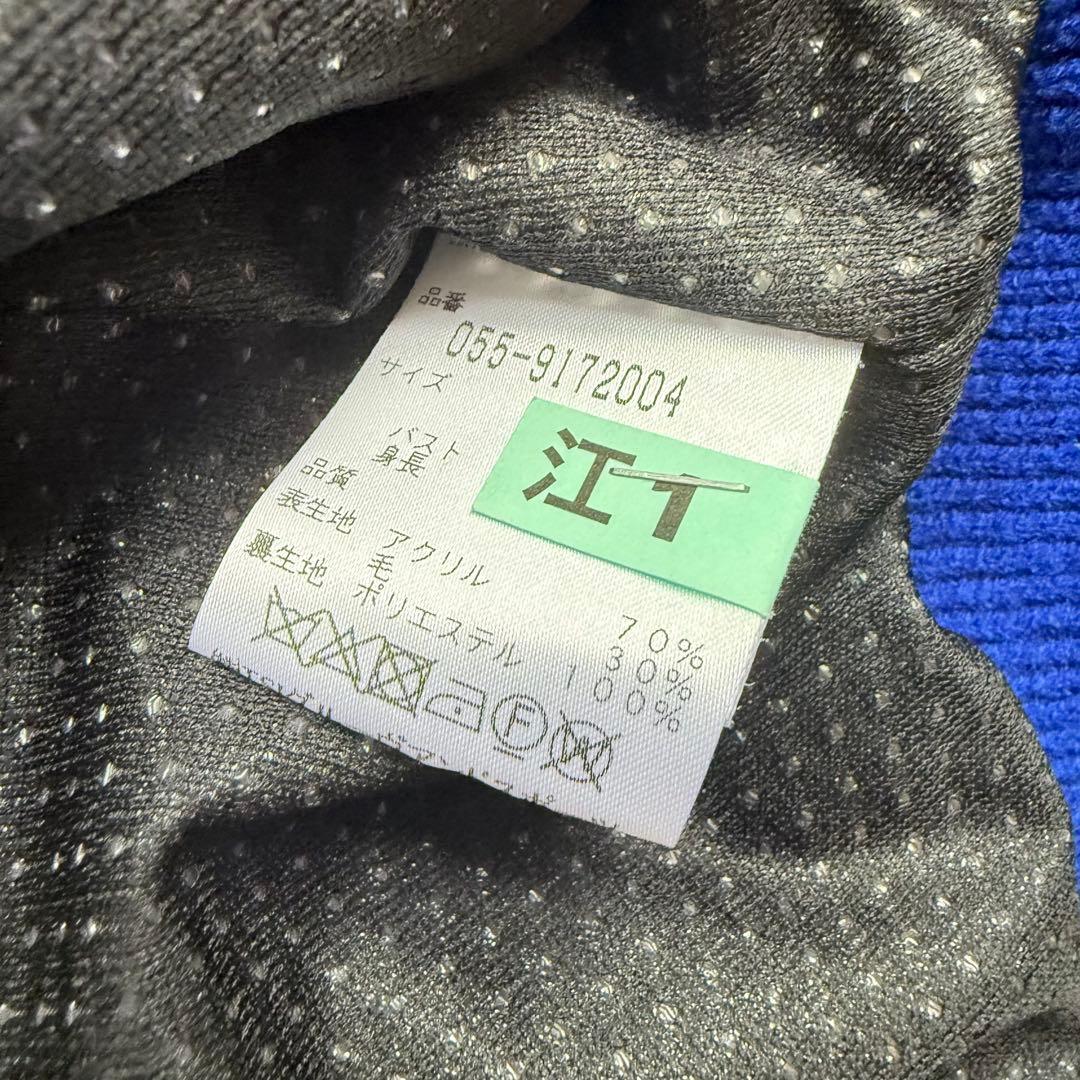 品番
055-9172004
サイズ
バスト
身長
江イ
品質
表生地 アクリル 70%
毛 30%
裏生地 ポリエステル 100%
F